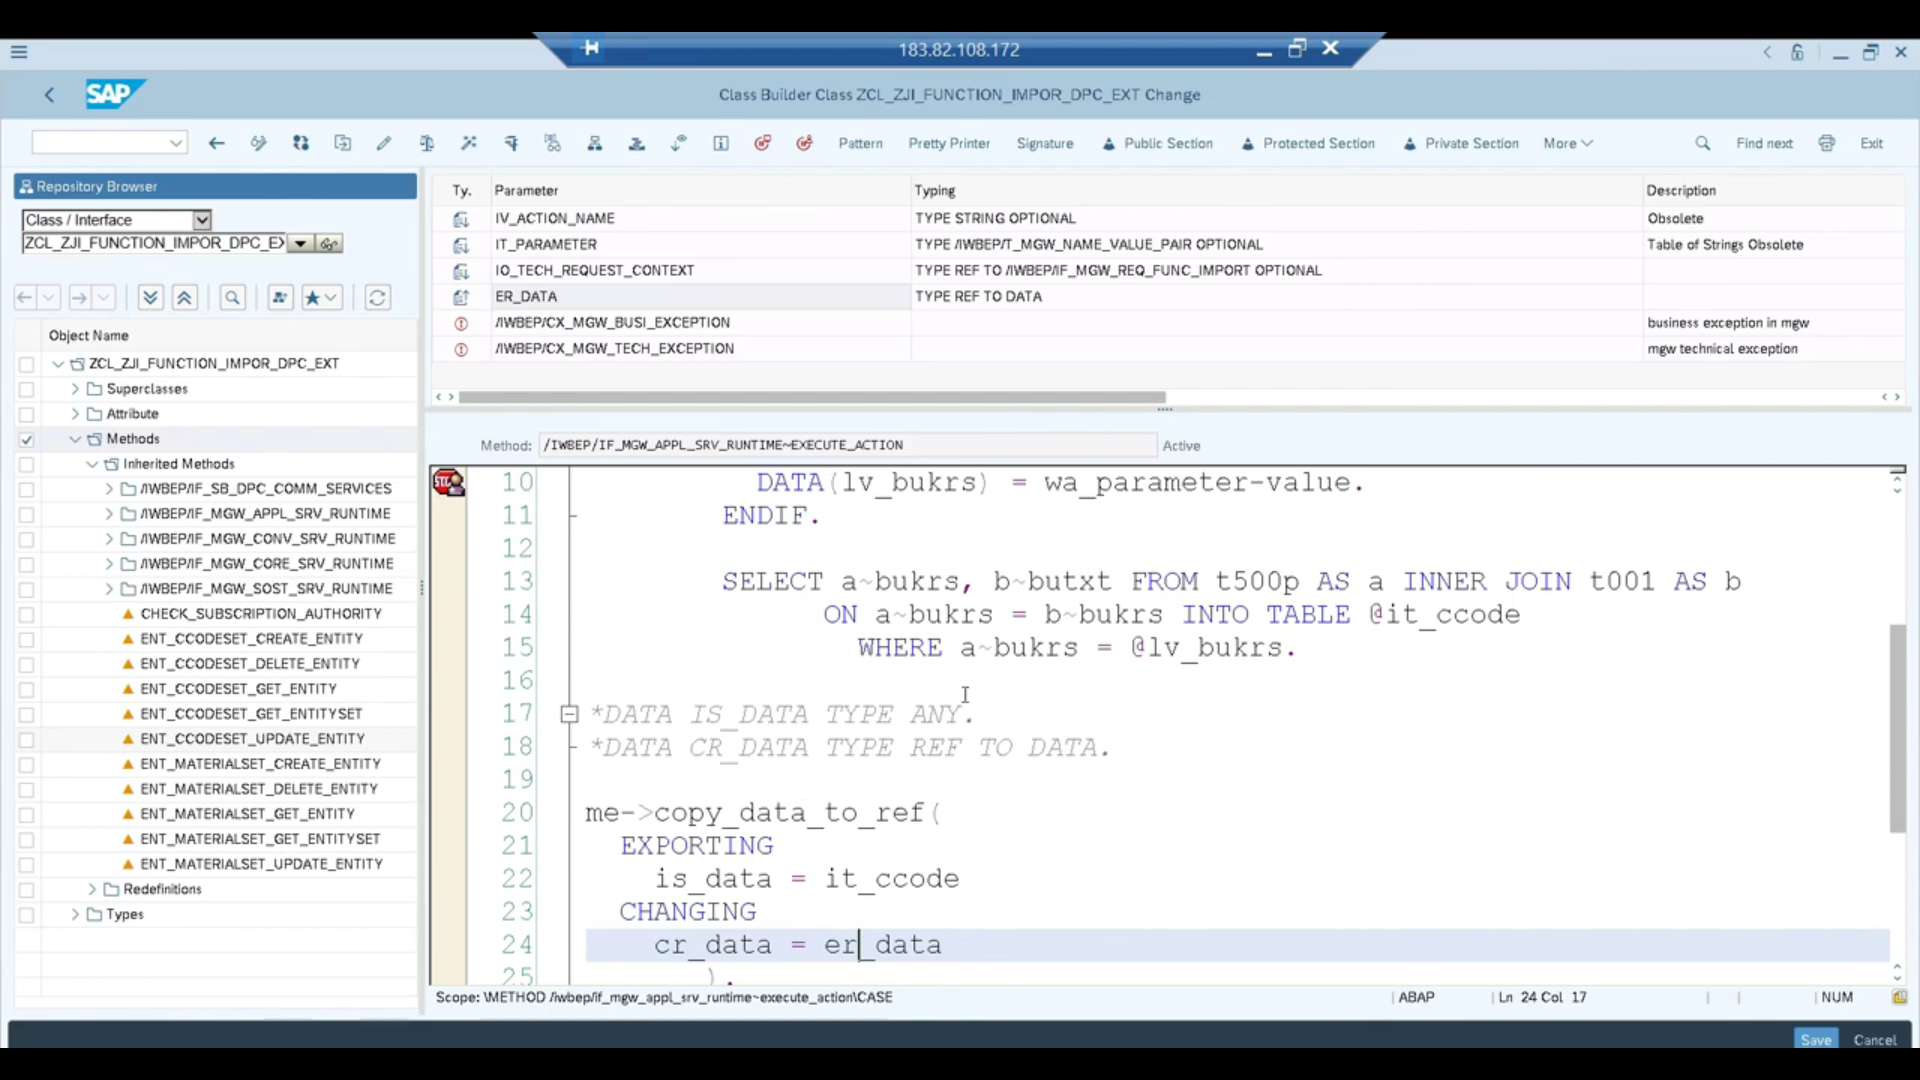 183.82.108.172
SAP
Class Builder Class ZCL_ZJI_FUNCTION_IMPOR_DPC_EXT Change
Pattern Pretty Printer Signature Public Section Protected Section Private Section More Find next Exit
Repository Browser
Class / Interface
ZCL_ZJI_FUNCTION_IMPOR_DPC_EX
Object Name
ZCL_ZJI_FUNCTION_IMPOR_DPC_EXT
Superclasses
Attribute
Methods
Inherited Methods
/IWBEP/IF_SB_DPC_COMM_SERVICES
/IWBEP/IF_MGW_APPL_SRV_RUNTIME
/IWBEP/IF_MGW_CONV_SRV_RUNTIME
/IWBEP/IF_MGW_CORE_SRV_RUNTIME
/IWBEP/IF_MGW_SOST_SRV_RUNTIME
CHECK_SUBSCRIPTION_AUTHORITY
ENT_CCODESET_CREATE_ENTITY
ENT_CCODESET_DELETE_ENTITY
ENT_CCODESET_GET_ENTITY
ENT_CCODESET_GET_ENTITYSET
ENT_CCODESET_UPDATE_ENTITY
ENT_MATERIALSET_CREATE_ENTITY
ENT_MATERIALSET_DELETE_ENTITY
ENT_MATERIALSET_GET_ENTITY
ENT_MATERIALSET_GET_ENTITYSET
ENT_MATERIALSET_UPDATE_ENTITY
Redefinitions
Types
Ty. Parameter Typing Description
IV_ACTION_NAME TYPE STRING OPTIONAL Obsolete
IT_PARAMETER TYPE /IWBEP/T_MGW_NAME_VALUE_PAIR OPTIONAL Table of Strings Obsolete
IO_TECH_REQUEST_CONTEXT TYPE REF TO /IWBEP/IF_MGW_REQ_FUNC_IMPORT OPTIONAL
ER_DATA TYPE REF TO DATA
/IWBEP/CX_MGW_BUSI_EXCEPTION business exception in mgw
/IWBEP/CX_MGW_TECH_EXCEPTION mgw technical exception
Method: /IWBEP/IF_MGW_APPL_SRV_RUNTIME~EXECUTE_ACTION Active
10 DATA(lv_bukrs) = wa_parameter-value.
11 ENDIF.
12
13 SELECT a~bukrs, b~butxt FROM t500p AS a INNER JOIN t001 AS b
14 ON a~bukrs = b~bukrs INTO TABLE @it_ccode
15 WHERE a~bukrs = @lv_bukrs.
16
17 *DATA IS_DATA TYPE ANY.
18 *DATA CR_DATA TYPE REF TO DATA.
19
20 me->copy_data_to_ref(
21 EXPORTING
22 is_data = it_ccode
23 CHANGING
24 cr_data = er_data
25 ).
Scope: \METHOD /iwbep/if_mgw_appl_srv_runtime~execute_action\CASE ABAP Ln 24 Col 17 NUM
Save Cancel